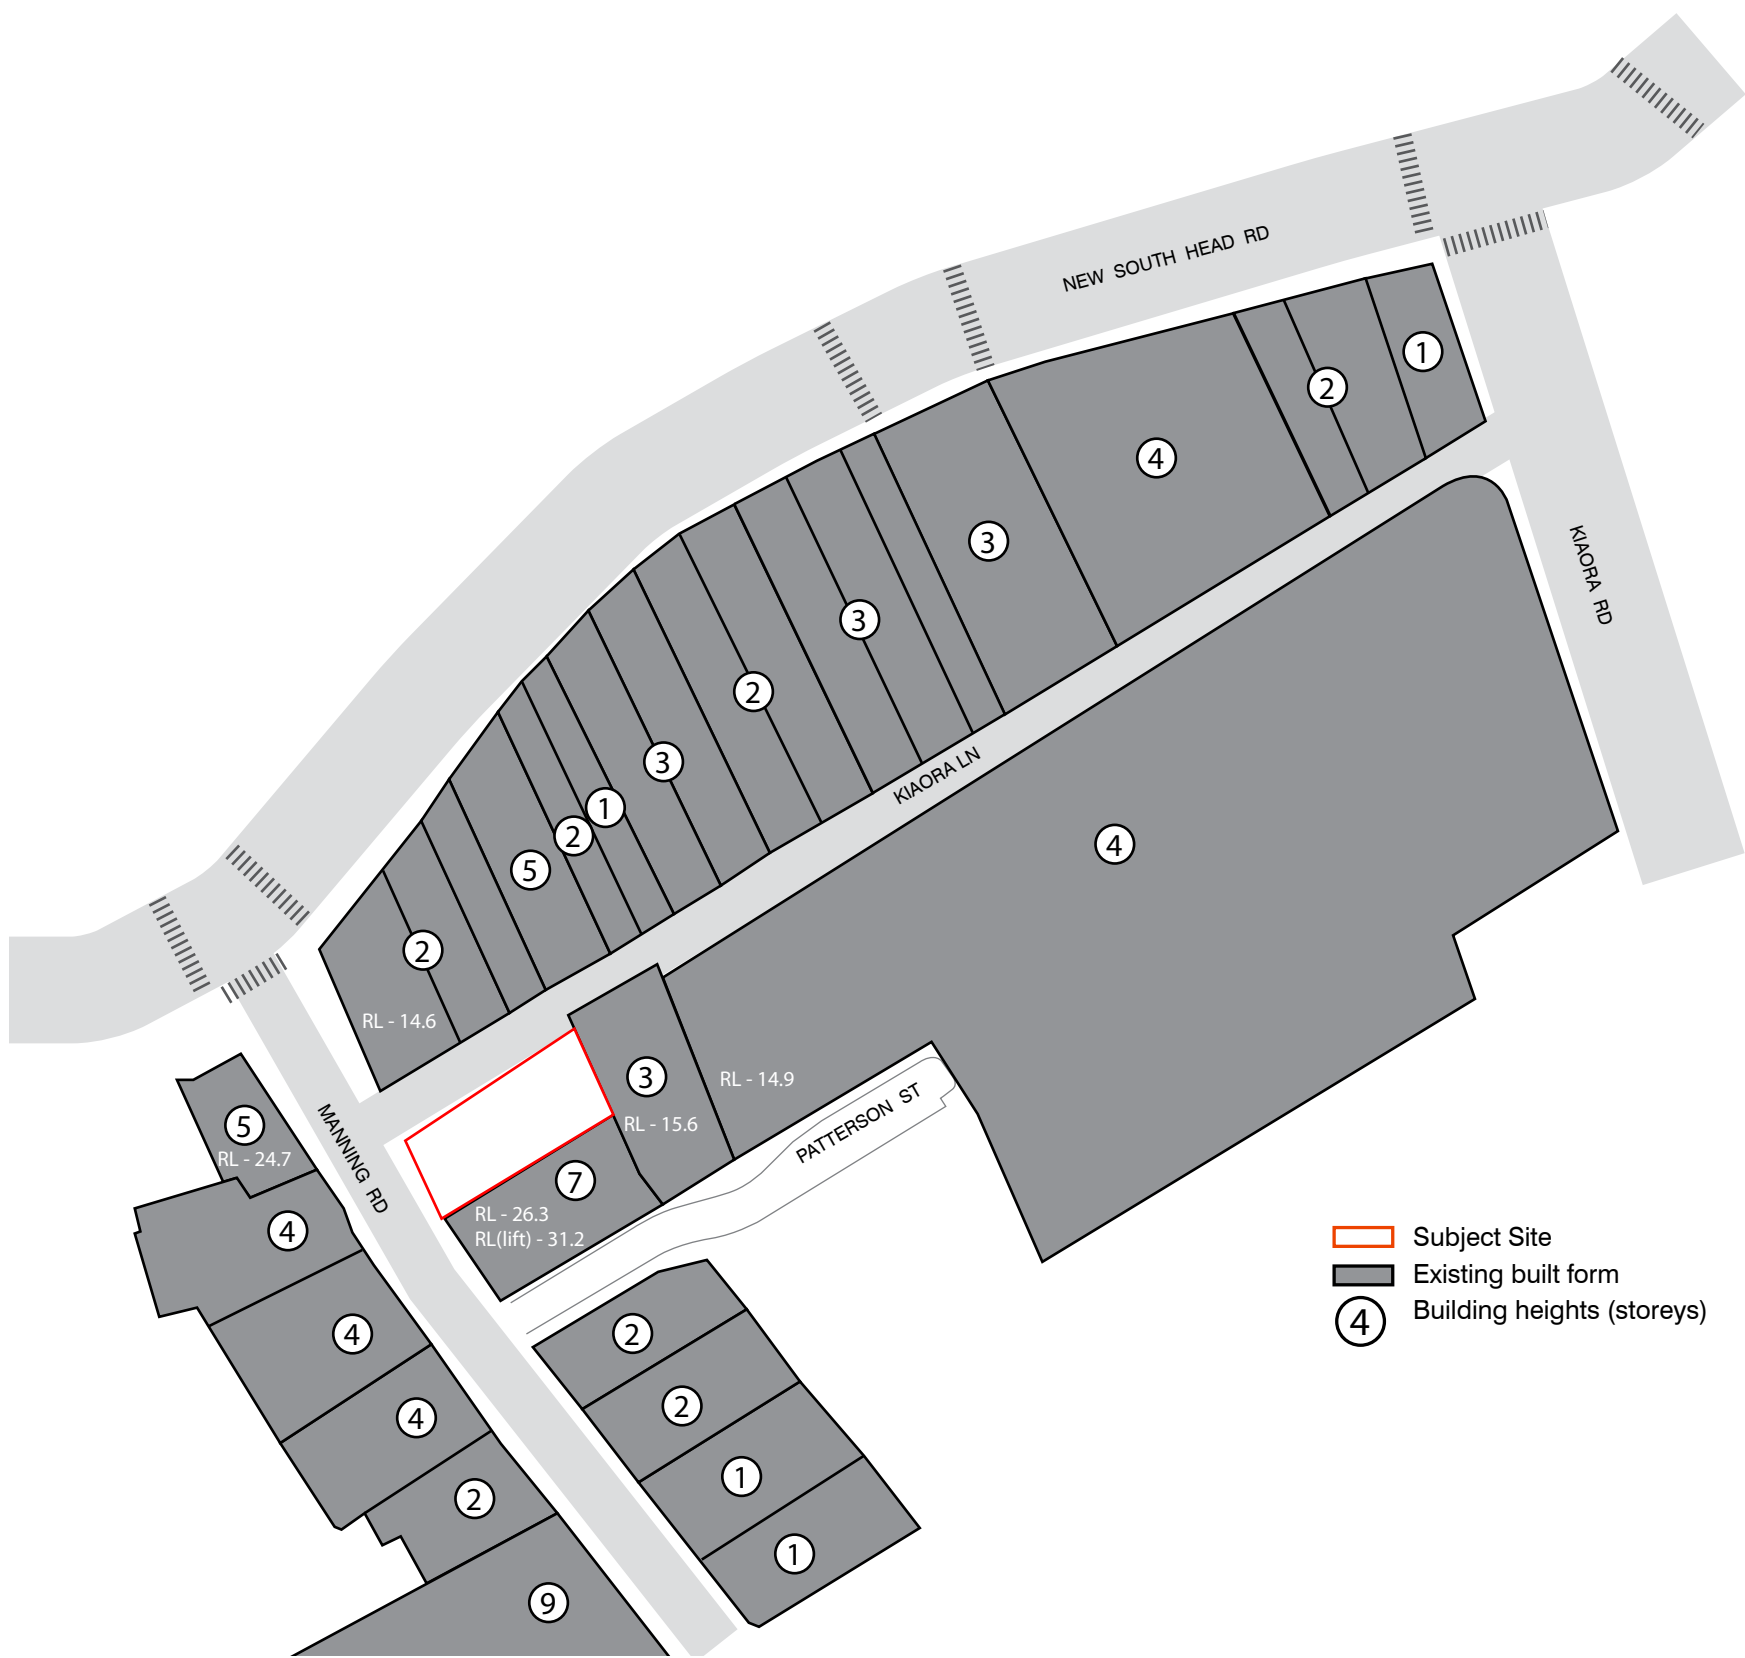 NEW SOUTH HEAD RD
1
2
4
3
KIAORA RD
3
2
3
1
2
5
KIAORA LN
4
2
RL - 14.6
3
RL - 14.9
RL - 15.6
PATTERSON ST
MANNING RD
5
RL - 24.7
7
RL - 26.3
RL(lift) - 31.2
4
4
4
2
9
2
2
1
1
Subject Site
Existing built form
4 Building heights (storeys)